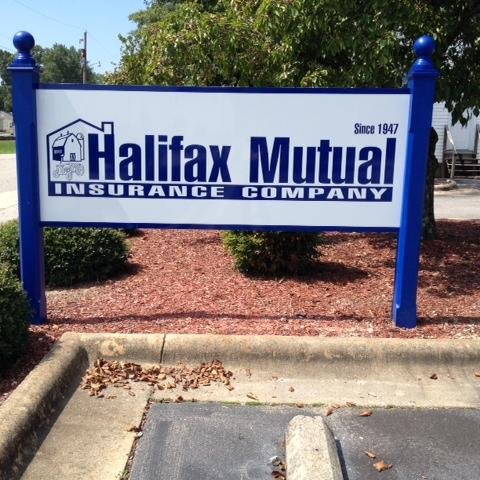 Since 1947
Halifax Mutual
INSURANCE COMPANY